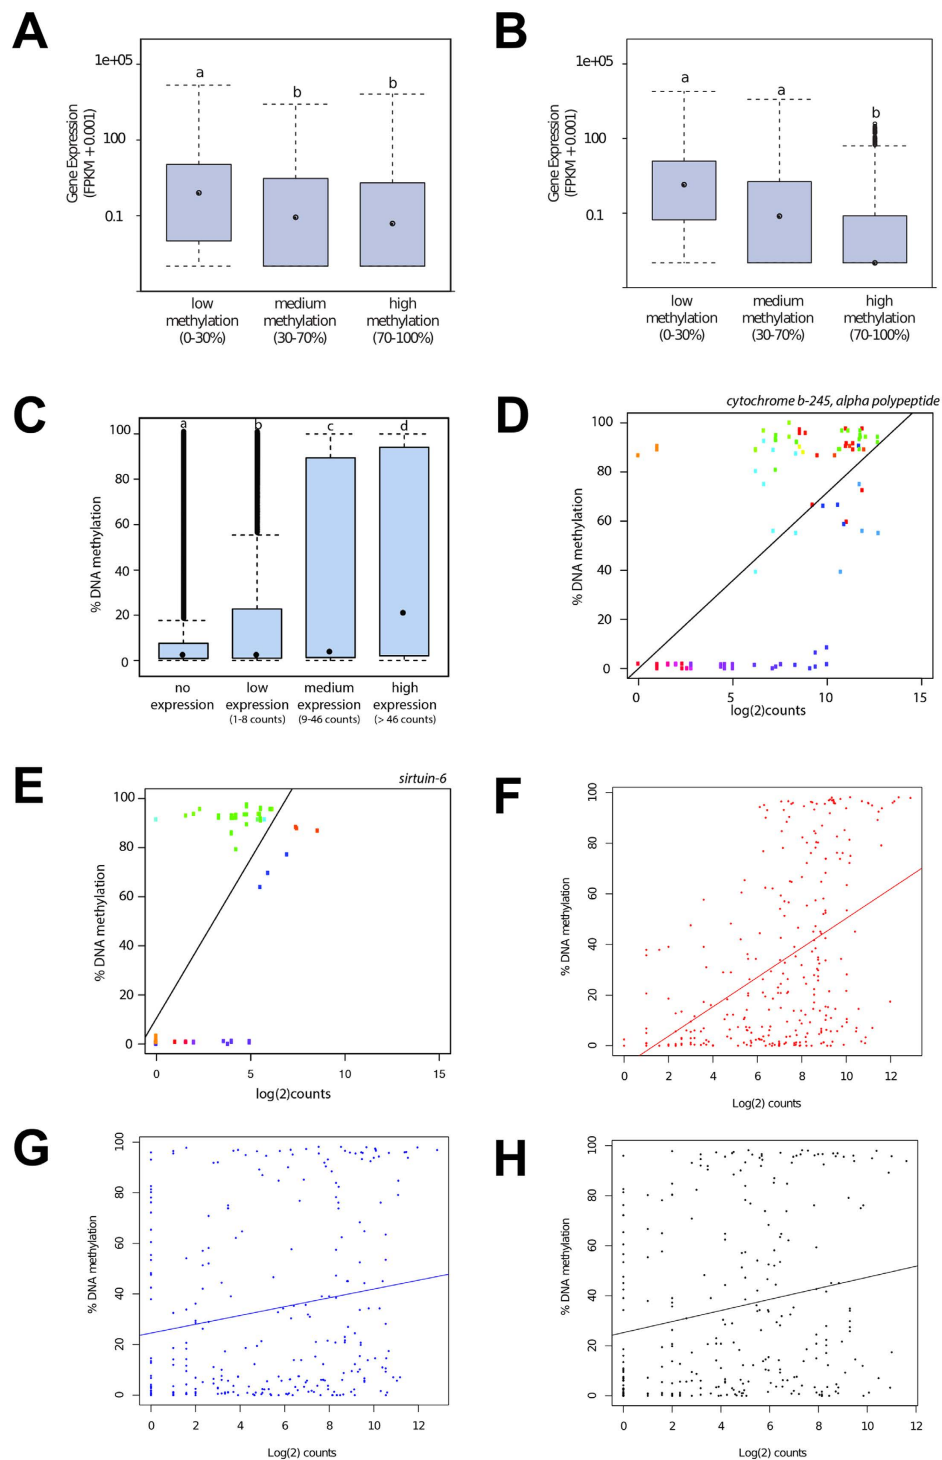 A
Gene Expression
(FPKM + 0.001)
1e+05
100
0.1
a
b
b
low
methylation
(0-30%)
medium
methylation
(30-70%)
high
methylation
(70-100%)
B
Gene Expression
(FPKM + 0.001)
1e+05
100
0.1
a
a
b
low
methylation
(0-30%)
medium
methylation
(30-70%)
high
methylation
(70-100%)
C
% DNA methylation
100
80
60
40
20
0
a
b
c
d
no
expression
low
expression
(1-8 counts)
medium
expression
(9-46 counts)
high
expression
(> 46 counts)
D
cytochrome b-245, alpha polypeptide
% DNA methylation
100
80
60
40
20
0
0
5
10
15
log(2)counts
E
sirtuin-6
% DNA methylation
100
80
60
40
20
0
0
5
10
15
log(2)counts
F
% DNA methylation
100
80
60
40
20
0
0
2
4
6
8
10
12
Log(2) counts
G
% DNA methylation
100
80
60
40
20
0
0
2
4
6
8
10
12
Log(2) counts
H
% DNA methylation
100
80
60
40
20
0
0
2
4
6
8
10
12
Log(2) counts